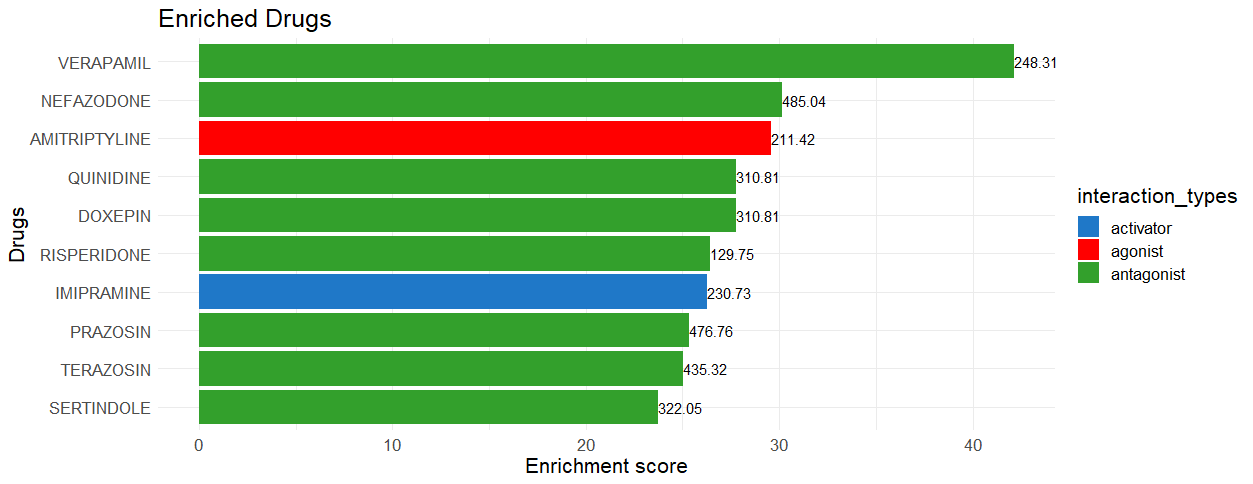 Enriched Drugs
VERAPAMIL 248.31
NEFAZODONE 485.04
AMITRIPTYLINE 211.42
QUINIDINE 310.81
DOXEPIN 310.81
RISPERIDONE 129.75
IMIPRAMINE 230.73
PRAZOSIN 476.76
TERAZOSIN 435.32
SERTINDOLE 322.05
Drugs
0 10 20 30 40
Enrichment score
interaction_types
activator
agonist
antagonist